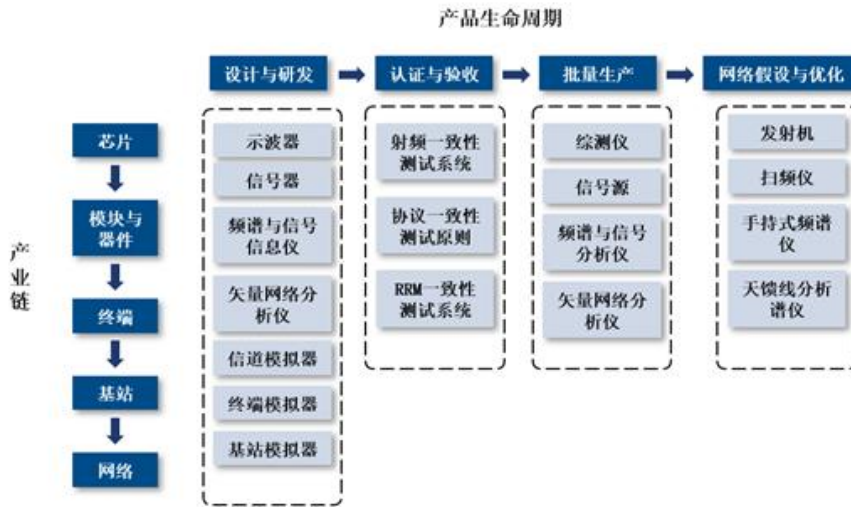 产品生命周期
设计与研发
认证与验收
批量生产
网络假设与优化
产业链
芯片
模块与
器件
终端
基站
网络
示波器
信号器
频谱与信号
信息仪
矢量网络分
析仪
信道模拟器
终端模拟器
基站模拟器
射频一致性
测试系统
协议一致性
测试原则
RRM一致性
测试系统
综测仪
信号源
频谱与信号
分析仪
矢量网络分
析仪
发射机
扫频仪
手持式频谱
仪
天馈线分析
谱仪